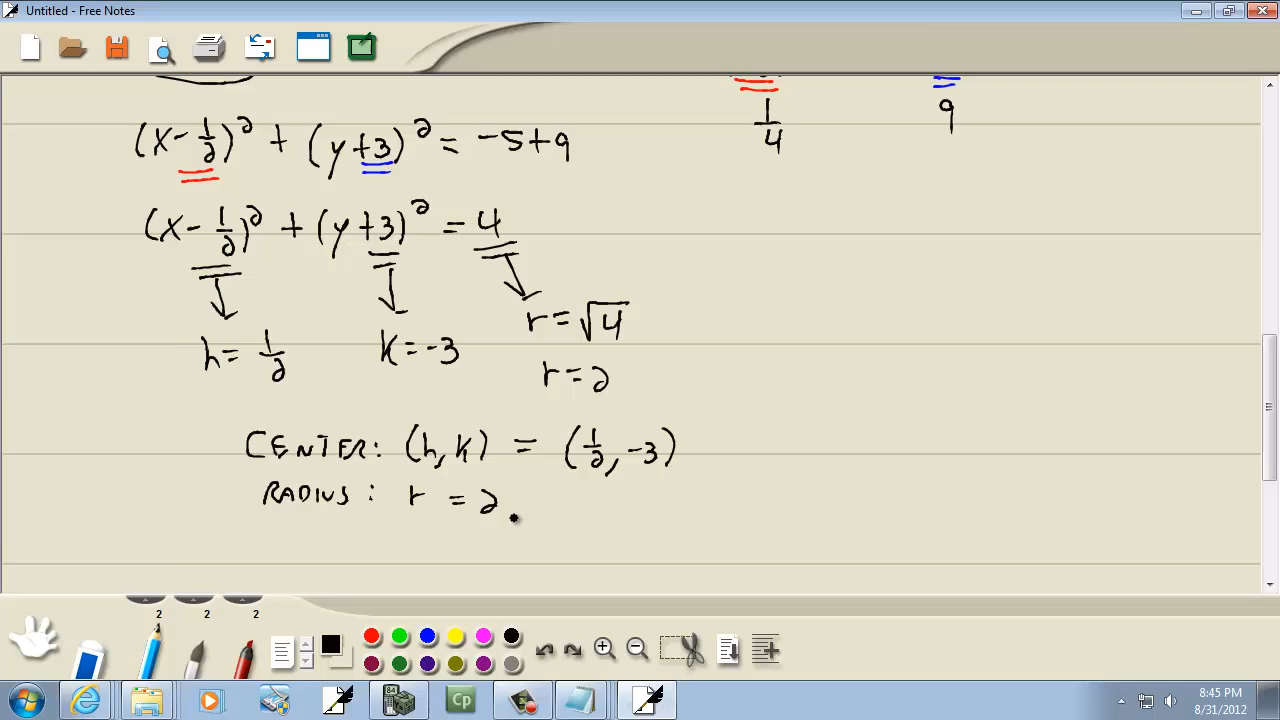 Untitled - Free Notes
1/4 9
(x - 1/2)² + (y + 3)² = -5 + 9
(x - 1/2)² + (y + 3)² = 4
r = √4
h = 1/2 k = -3
r = 2
CENTER: (h, k) = (1/2, -3)
RADIUS: r = 2
2 2 2
84
Cp
8:45 PM
8/31/2012